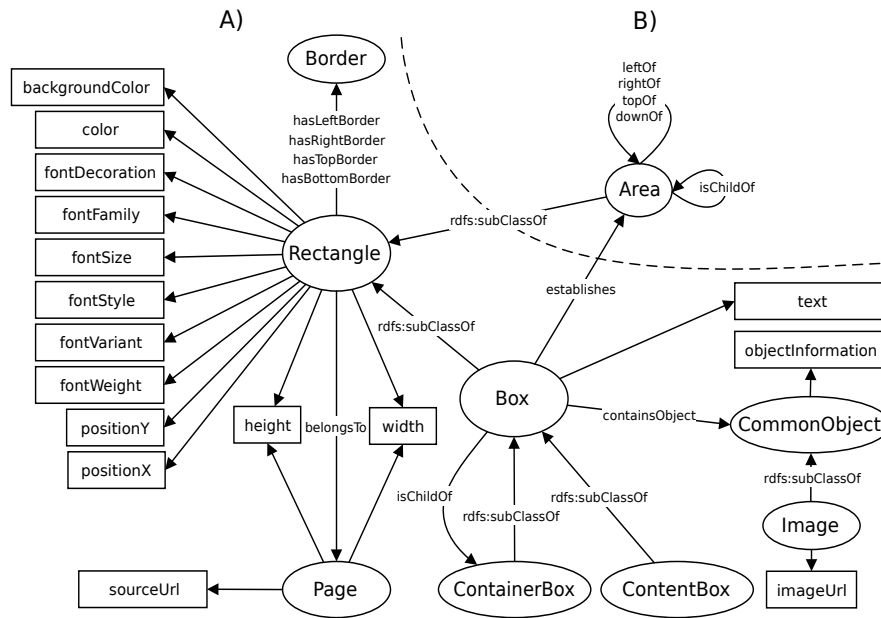 A)
B)
Border
backgroundColor
color
fontDecoration
fontFamily
fontSize
fontStyle
fontVariant
fontWeight
positionY
positionX
hasLeftBorder
hasRightBorder
hasTopBorder
hasBottomBorder
leftOf
rightOf
topOf
downOf
Area
isChildOf
rdfs:subClassOf
Rectangle
establishes
rdfs:subClassOf
text
objectInformation
Box
containsObject
CommonObject
height
belongsTo
width
isChildOf
rdfs:subClassOf
rdfs:subClassOf
rdfs:subClassOf
Image
sourceUrl
Page
ContainerBox
ContentBox
imageUrl